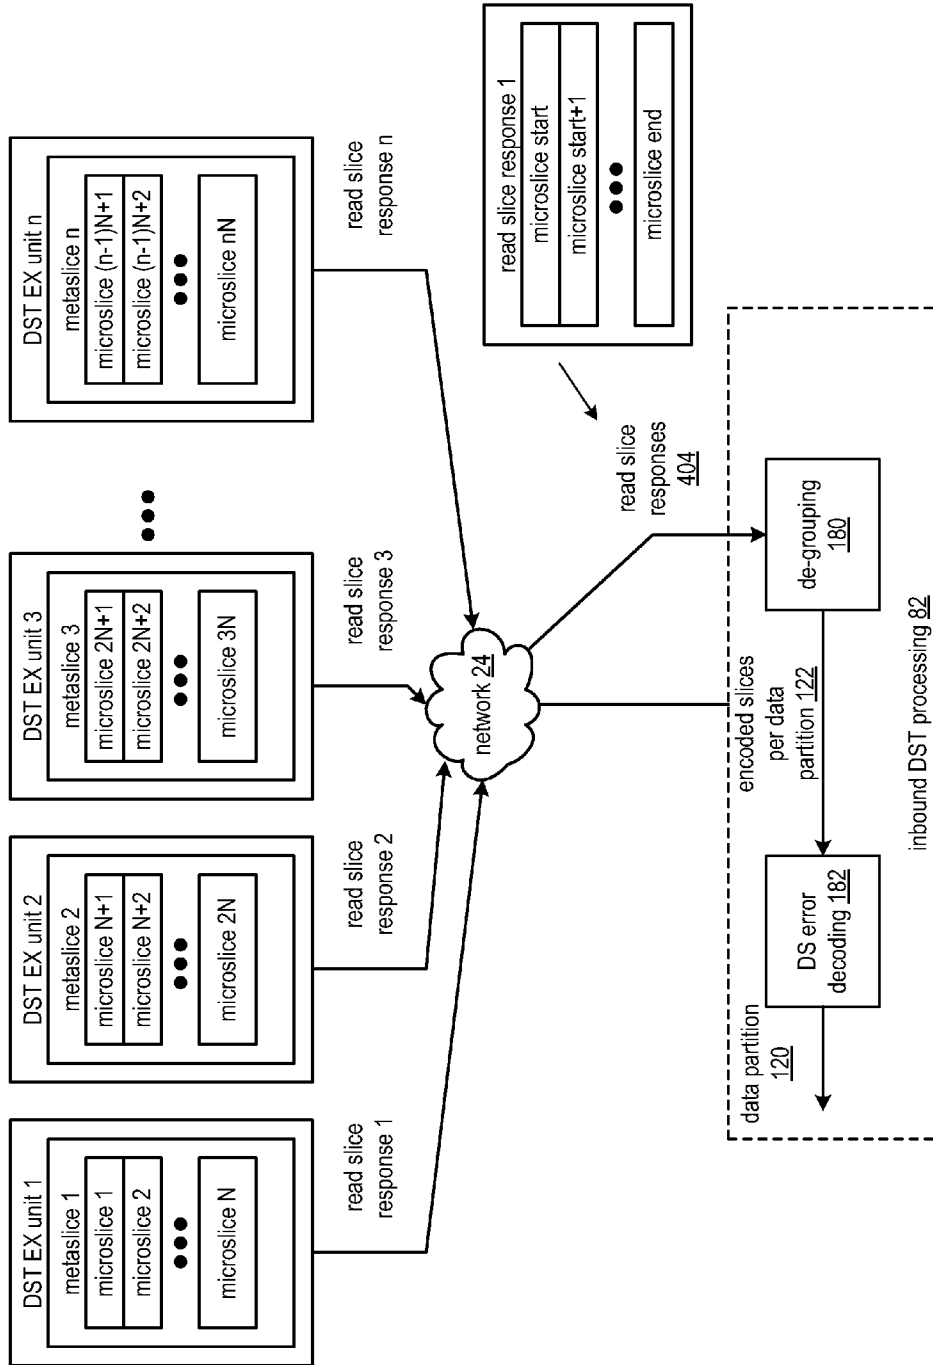 DST EX unit 1
metaslice 1
microslice 1
microslice 2
microslice N
read slice
response 1
DST EX unit 2
metaslice 2
microslice N+1
microslice N+2
microslice 2N
read slice
response 2
DST EX unit 3
metaslice 3
microslice 2N+1
microslice 2N+2
microslice 3N
read slice
response 3
DST EX unit n
metaslice n
microslice (n-1)N+1
microslice (n-1)N+2
microslice nN
read slice
response n
network 24
read slice
responses
404
read slice response 1
microslice start
microslice start+1
microslice end
data partition
120
DS error
decoding 182
encoded slices
per data
partition 122
de-grouping
180
inbound DST processing 82